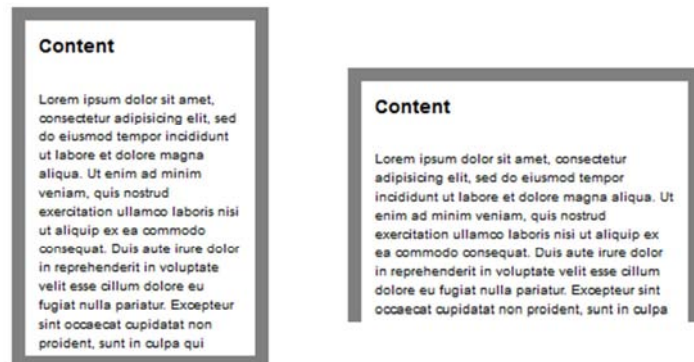 Content
Lorem ipsum dolor sit amet,
consectetur adipisicing elit, sed
do eiusmod tempor incididunt
ut labore et dolore magna
aliqua. Ut enim ad minim
veniam, quis nostrud
exercitation ullamco laboris nisi
ut aliquip ex ea commodo
consequat. Duis aute irure dolor
in reprehenderit in voluptate
velit esse cillum dolore eu
fugiat nulla pariatur. Excepteur
sint occaecat cupidatat non
proident, sunt in culpa qui
Content
Lorem ipsum dolor sit amet, consectetur
adipisicing elit, sed do eiusmod tempor
incididunt ut labore et dolore magna aliqua. Ut
enim ad minim veniam, quis nostrud
exercitation ullamco laboris nisi ut aliquip ex
ea commodo consequat. Duis aute irure dolor
in reprehenderit in voluptate velit esse cillum
dolore eu fugiat nulla pariatur. Excepteur sint
occaecat cupidatat non proident, sunt in culpa